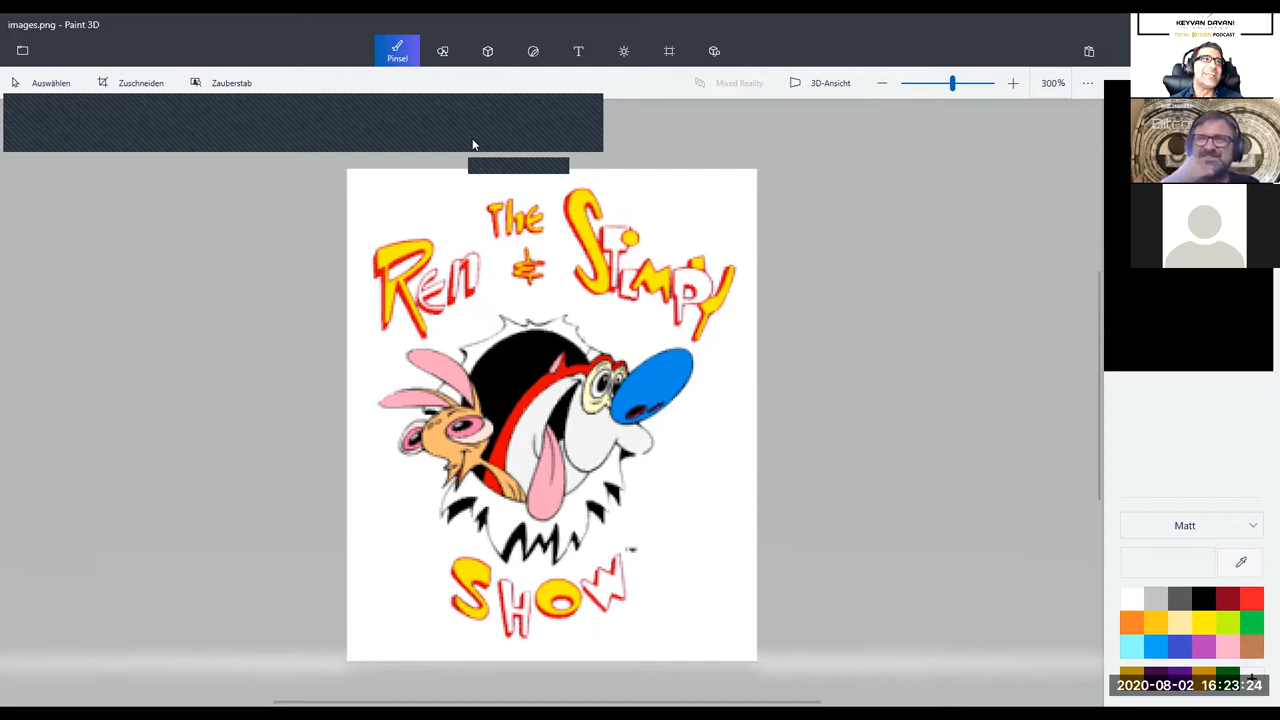 images.png - Paint 3D
KEYVAN DAVANI
TOTAL BITCOIN PODCAST
Pinsel
Auswählen
Zuschneiden
Zauberstab
Mixed Reality
3D-Ansicht
300%
The
Ren & Stimpy
Show
Matt
2020-08-02 16:23:24